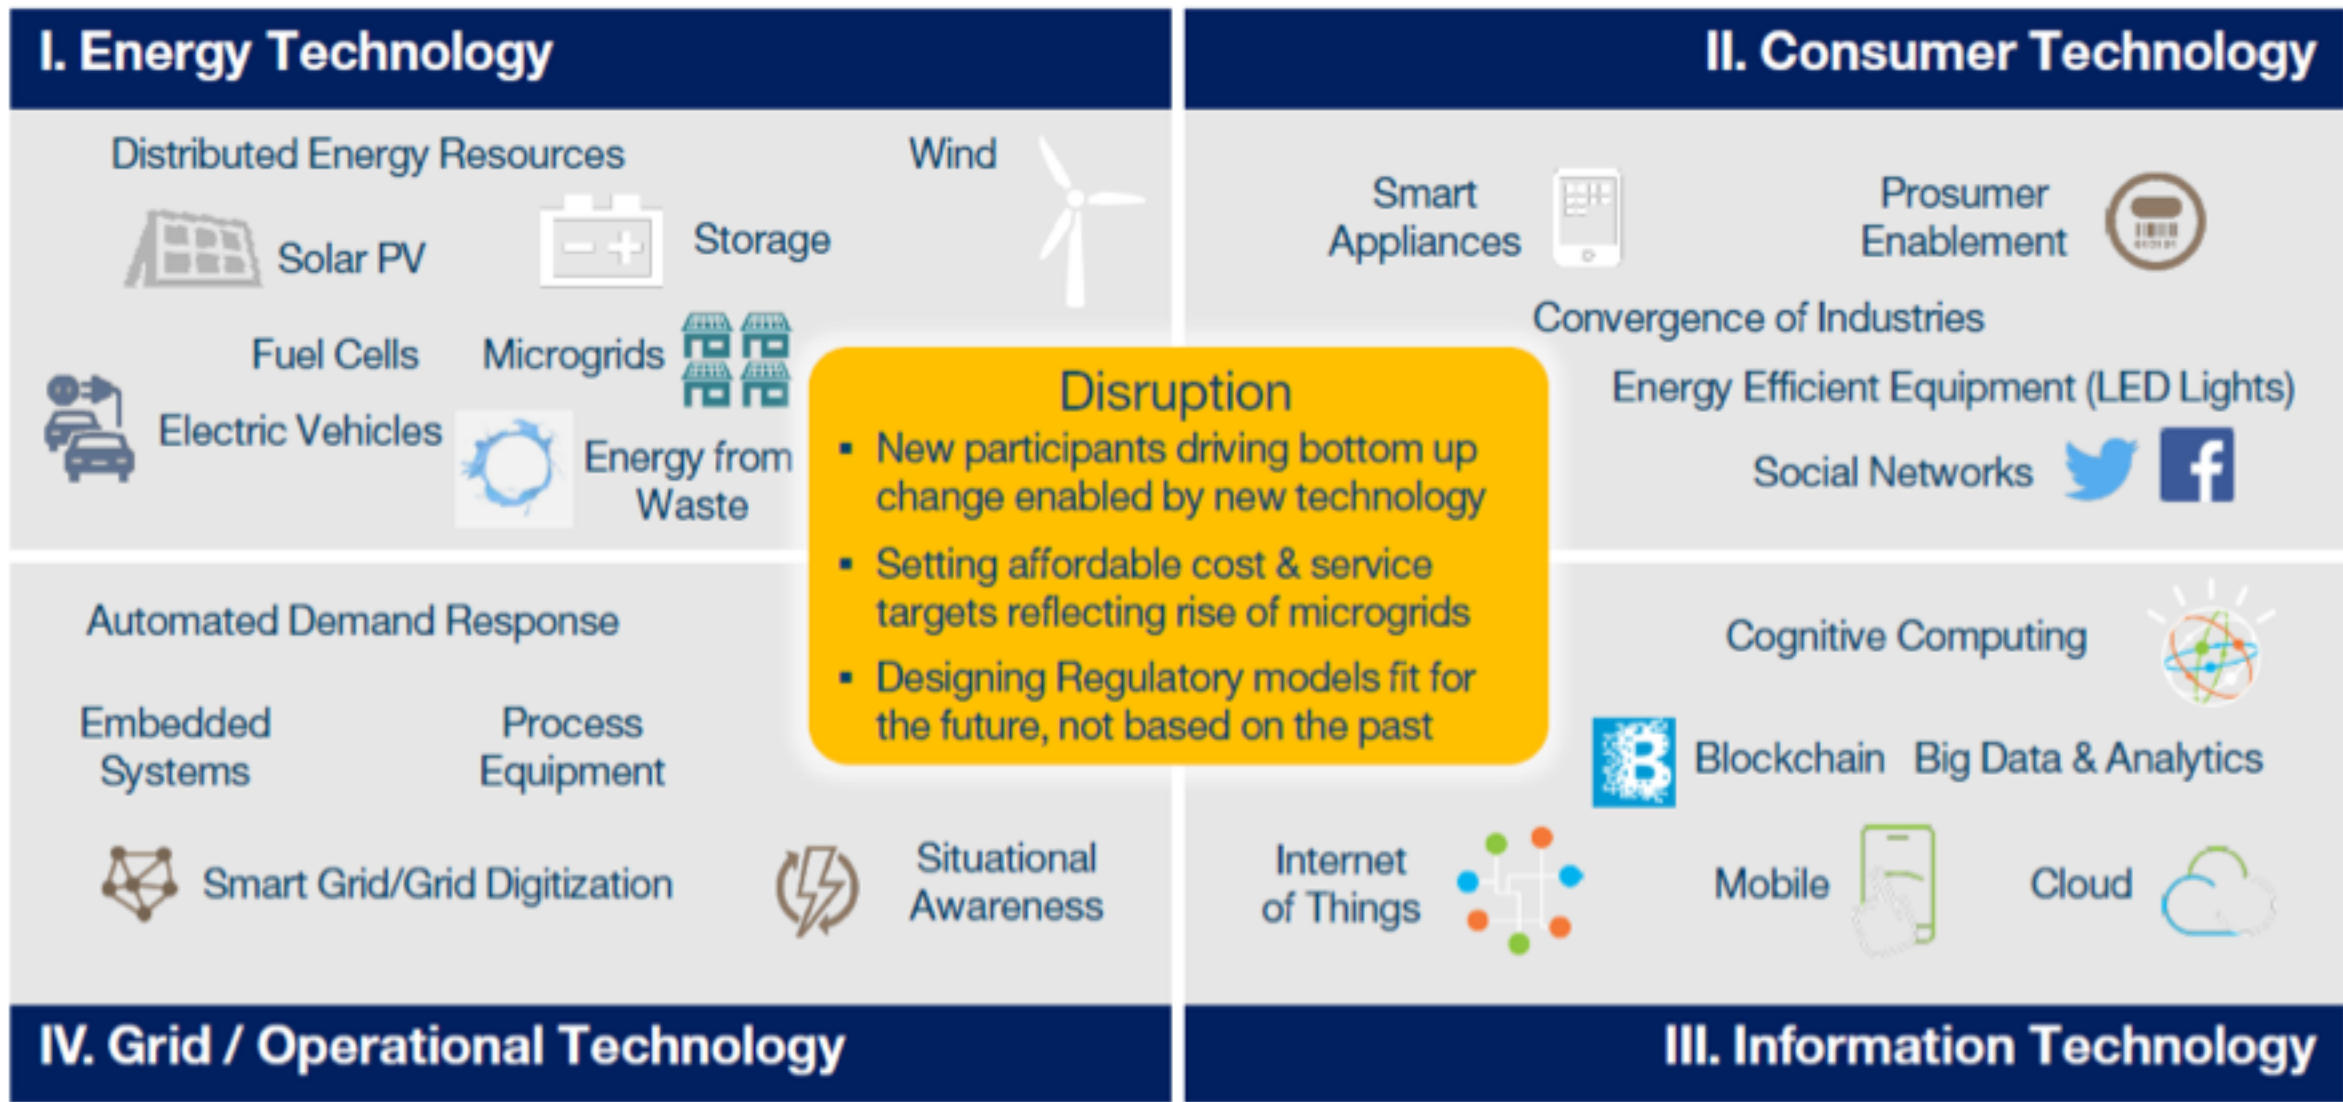 I. Energy Technology
Distributed Energy Resources
Wind
Solar PV
Storage
Fuel Cells
Microgrids
Electric Vehicles
Energy from
Waste
II. Consumer Technology
Smart
Appliances
Prosumer
Enablement
Convergence of Industries
Energy Efficient Equipment (LED Lights)
Social Networks
Disruption
▪ New participants driving bottom up
change enabled by new technology
▪ Setting affordable cost & service
targets reflecting rise of microgrids
▪ Designing Regulatory models fit for
the future, not based on the past
Automated Demand Response
Embedded
Systems
Process
Equipment
Smart Grid/Grid Digitization
Situational
Awareness
IV. Grid / Operational Technology
Cognitive Computing
Blockchain
Big Data & Analytics
Internet
of Things
Mobile
Cloud
III. Information Technology